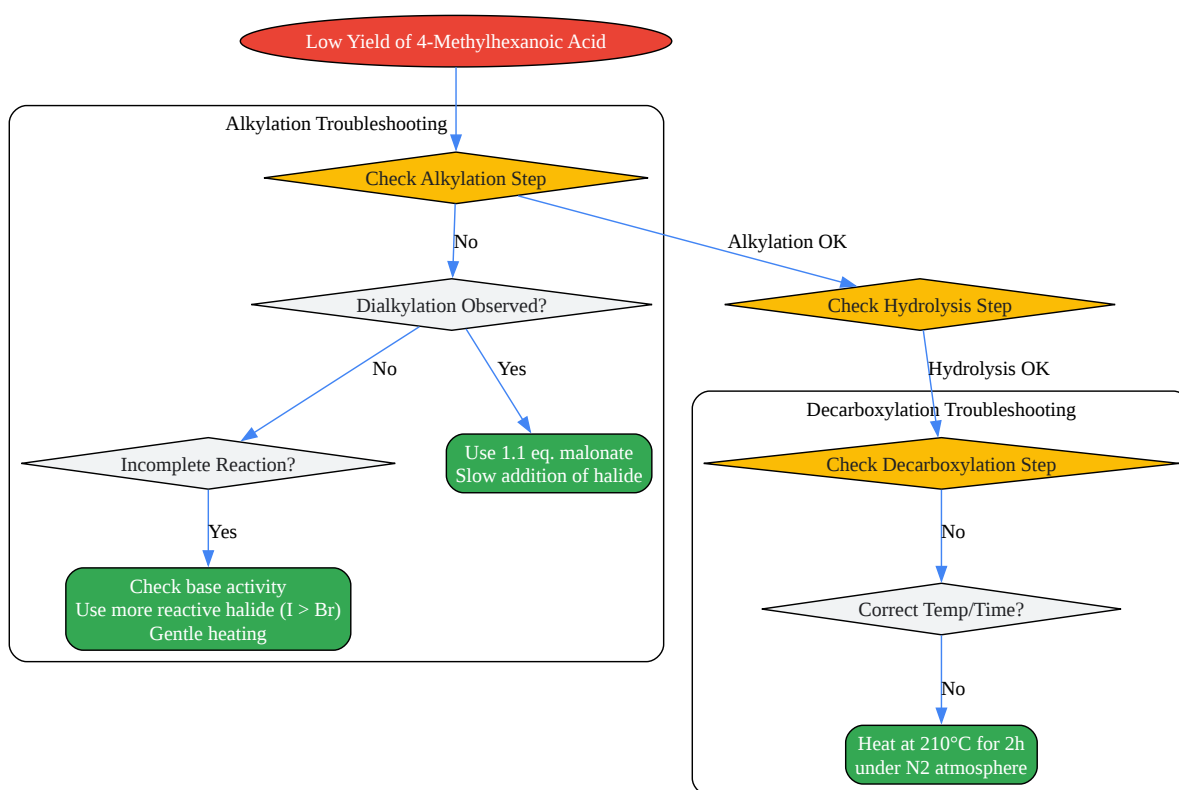 Low Yield of 4-Methylhexanoic Acid
Alkylation Troubleshooting
Check Alkylation Step
No
Alkylation OK
Dialkylation Observed?
Check Hydrolysis Step
No
Yes
Hydrolysis OK
Decarboxylation Troubleshooting
Incomplete Reaction?
Use 1.1 eq. malonate
Slow addition of halide
Check Decarboxylation Step
Yes
No
Check base activity
Use more reactive halide (I > Br)
Gentle heating
Correct Temp/Time?
No
Heat at 210°C for 2h
under N2 atmosphere